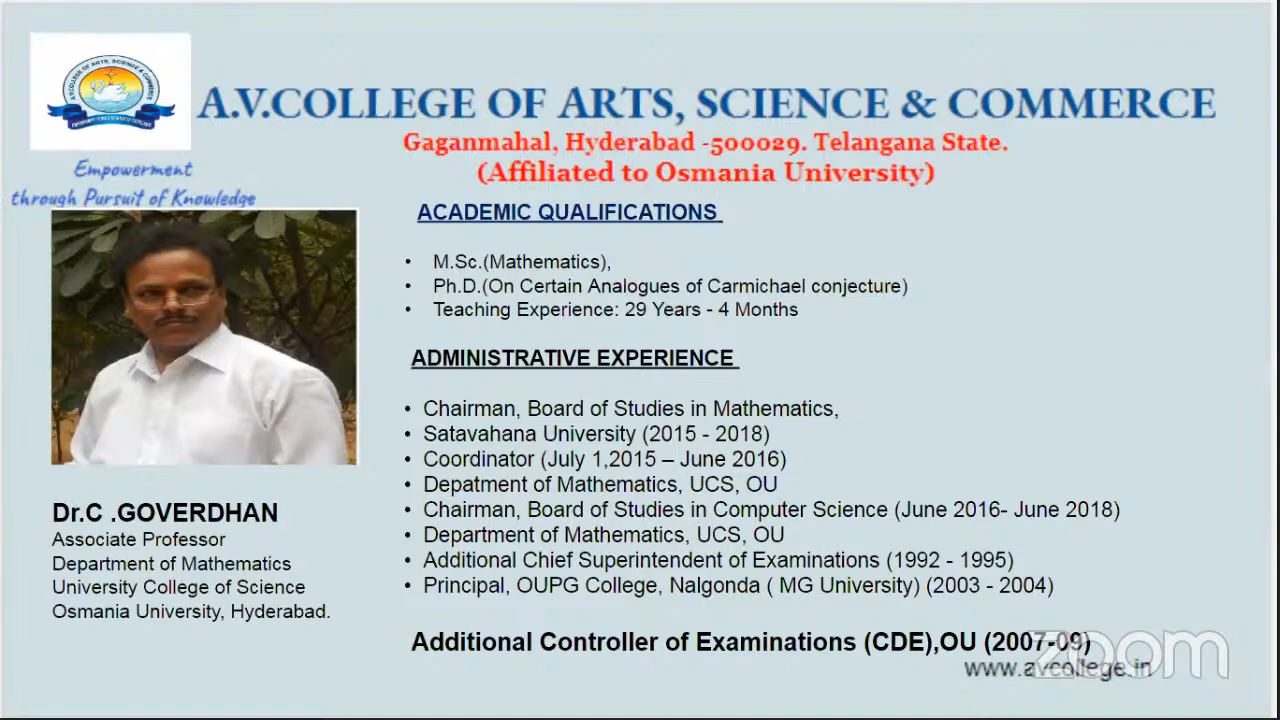 A.V.COLLEGE OF ARTS, SCIENCE & COMMERCE
A.V.COLLEGE OF ARTS, SCIENCE & COMMERCE
Gaganmahal, Hyderabad -500029. Telangana State.
(Affiliated to Osmania University)
Empowerment
through Pursuit of Knowledge
ACADEMIC QUALIFICATIONS
• M.Sc.(Mathematics),
• Ph.D.(On Certain Analogues of Carmichael conjecture)
• Teaching Experience: 29 Years - 4 Months
ADMINISTRATIVE EXPERIENCE
• Chairman, Board of Studies in Mathematics,
• Satavahana University (2015 - 2018)
• Coordinator (July 1,2015 – June 2016)
• Depatment of Mathematics, UCS, OU
• Chairman, Board of Studies in Computer Science (June 2016- June 2018)
• Department of Mathematics, UCS, OU
• Additional Chief Superintendent of Examinations (1992 - 1995)
• Principal, OUPG College, Nalgonda ( MG University) (2003 - 2004)
Dr.C .GOVERDHAN
Associate Professor
Department of Mathematics
University College of Science
Osmania University, Hyderabad.
Additional Controller of Examinations (CDE),OU (2007-09)
www.avcollege.in
zoom